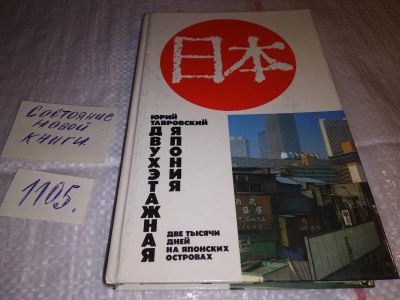 日本
ЮРИЙ
ТАВРОВСКИЙ
ДВУХЭТАЖНАЯ
ЯПОНИЯ
ДВЕ ТЫСЯЧИ
ДНЕЙ
НА ЯПОНСКИХ
ОСТРОВАХ
СОСТОЯНИЕ
НОВОЙ
КНИГИ
1105.